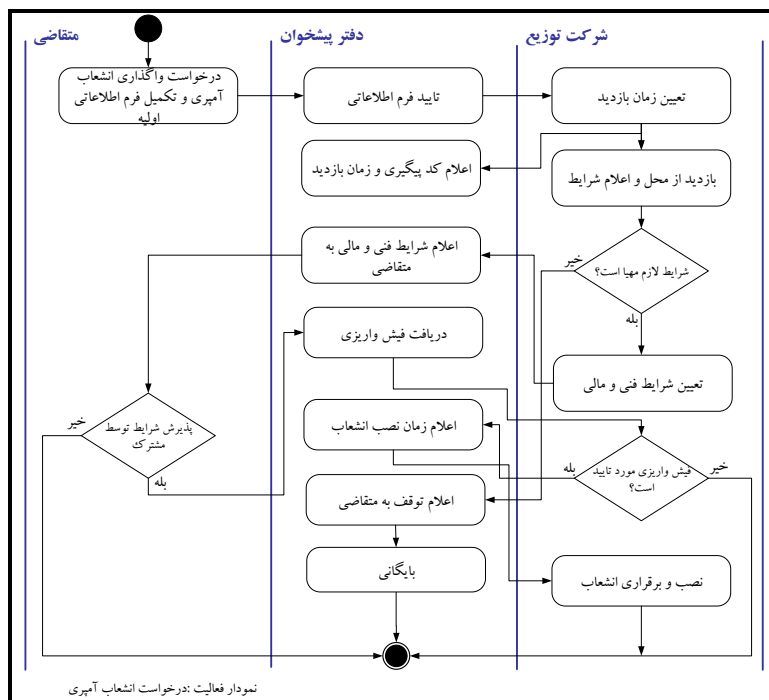 شرکت توزیع
دفتر پیشخوان
متقاضی
درخواست واگذاری انشعاب
آمپری و تکمیل فرم اطلاعاتی
اولیه
تایید فرم اطلاعاتی
تعیین زمان بازدید
اعلام کد پیگیری و زمان بازدید
بازدید از محل و اعلام شرایط
اعلام شرایط فنی و مالی به
متقاضی
شرایط لازم مهیا است؟
خیر
بله
دریافت فیش واریزی
تعیین شرایط فنی و مالی
پذیرش شرایط توسط
مشترک
خیر
بله
اعلام زمان نصب انشعاب
فیش واریزی مورد تایید
است؟
بله
خیر
اعلام توقف به متقاضی
بایگانی
نصب و برقراری انشعاب
نمودار فعالیت :درخواست انشعاب آمپری